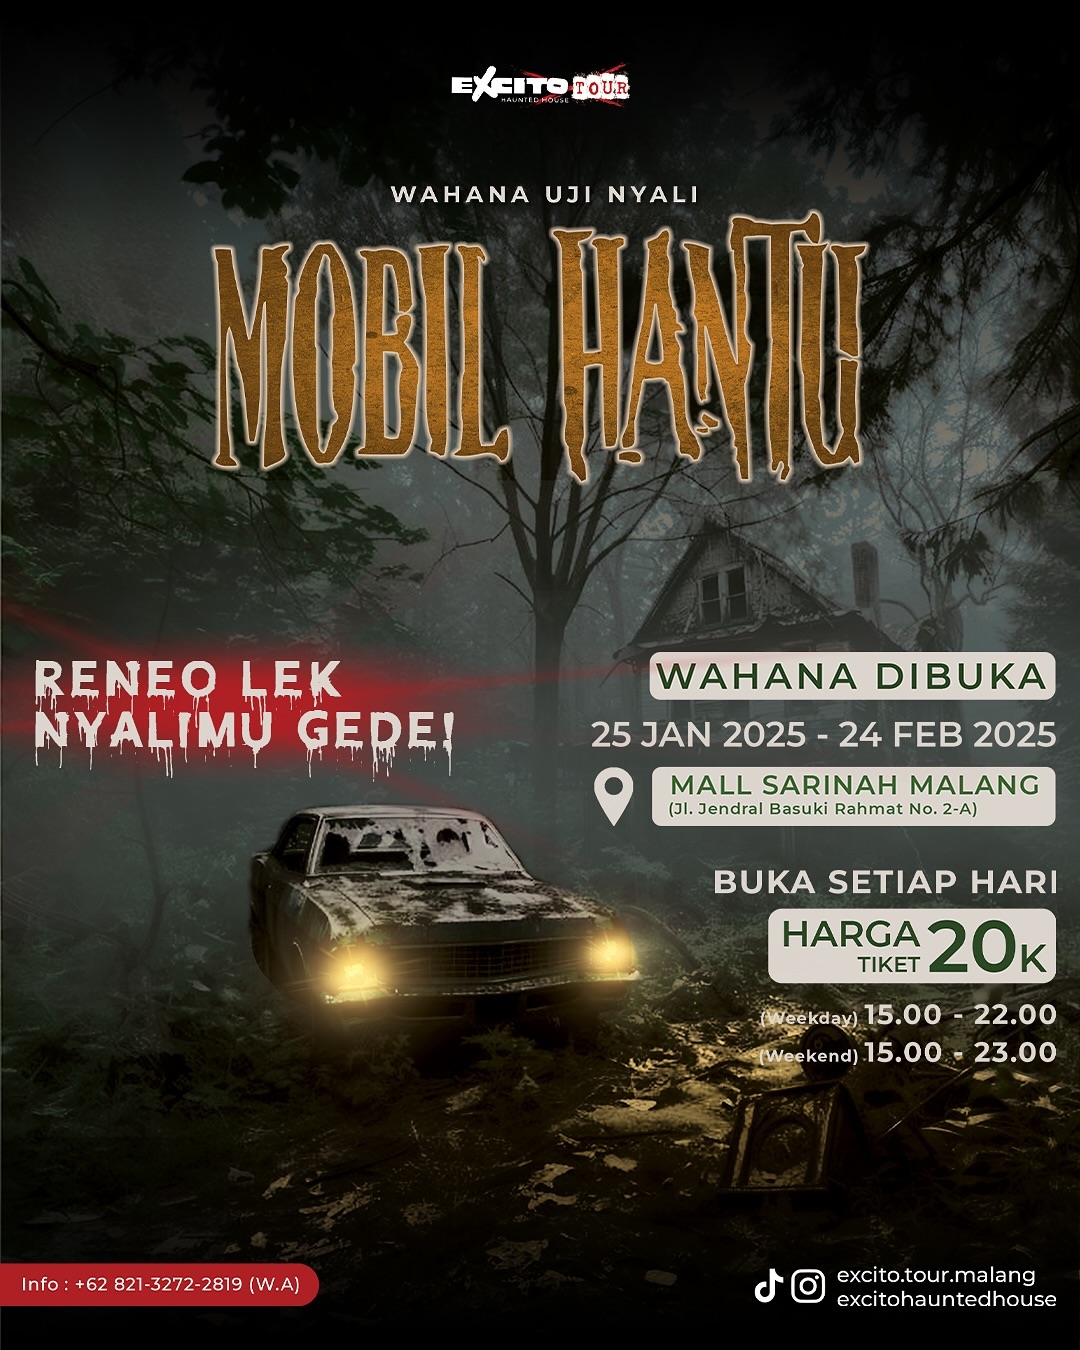 EXCITO TOUR
HAUNTED HOUSE
WAHANA UJI NYALI
MOBIL HANTU
RENEO LEK
NYALIMU GEDE!
WAHANA DIBUKA
25 JAN 2025 - 24 FEB 2025
MALL SARINAH MALANG
(Jl. Jendral Basuki Rahmat No. 2-A)
BUKA SETIAP HARI
HARGA TIKET 20K
(Weekday) 15.00 - 22.00
(Weekend) 15.00 - 23.00
Info : +62 821-3272-2819 (W.A)
excito.tour.malang
excitohauntedhouse